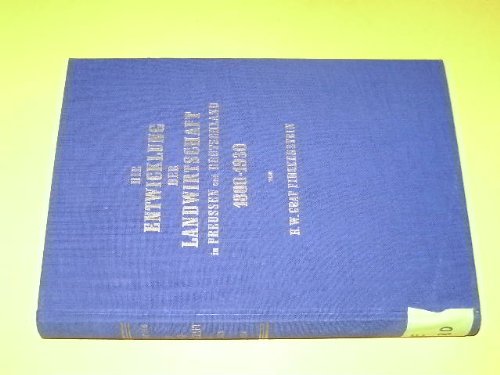 DIE
ENTWICKLUNG
DER
LANDWIRTSCHAFT
in PREUSSEN und DEUTSCHLAND
1800-1930
VON
H.W. GRAF FINCKENSTEIN